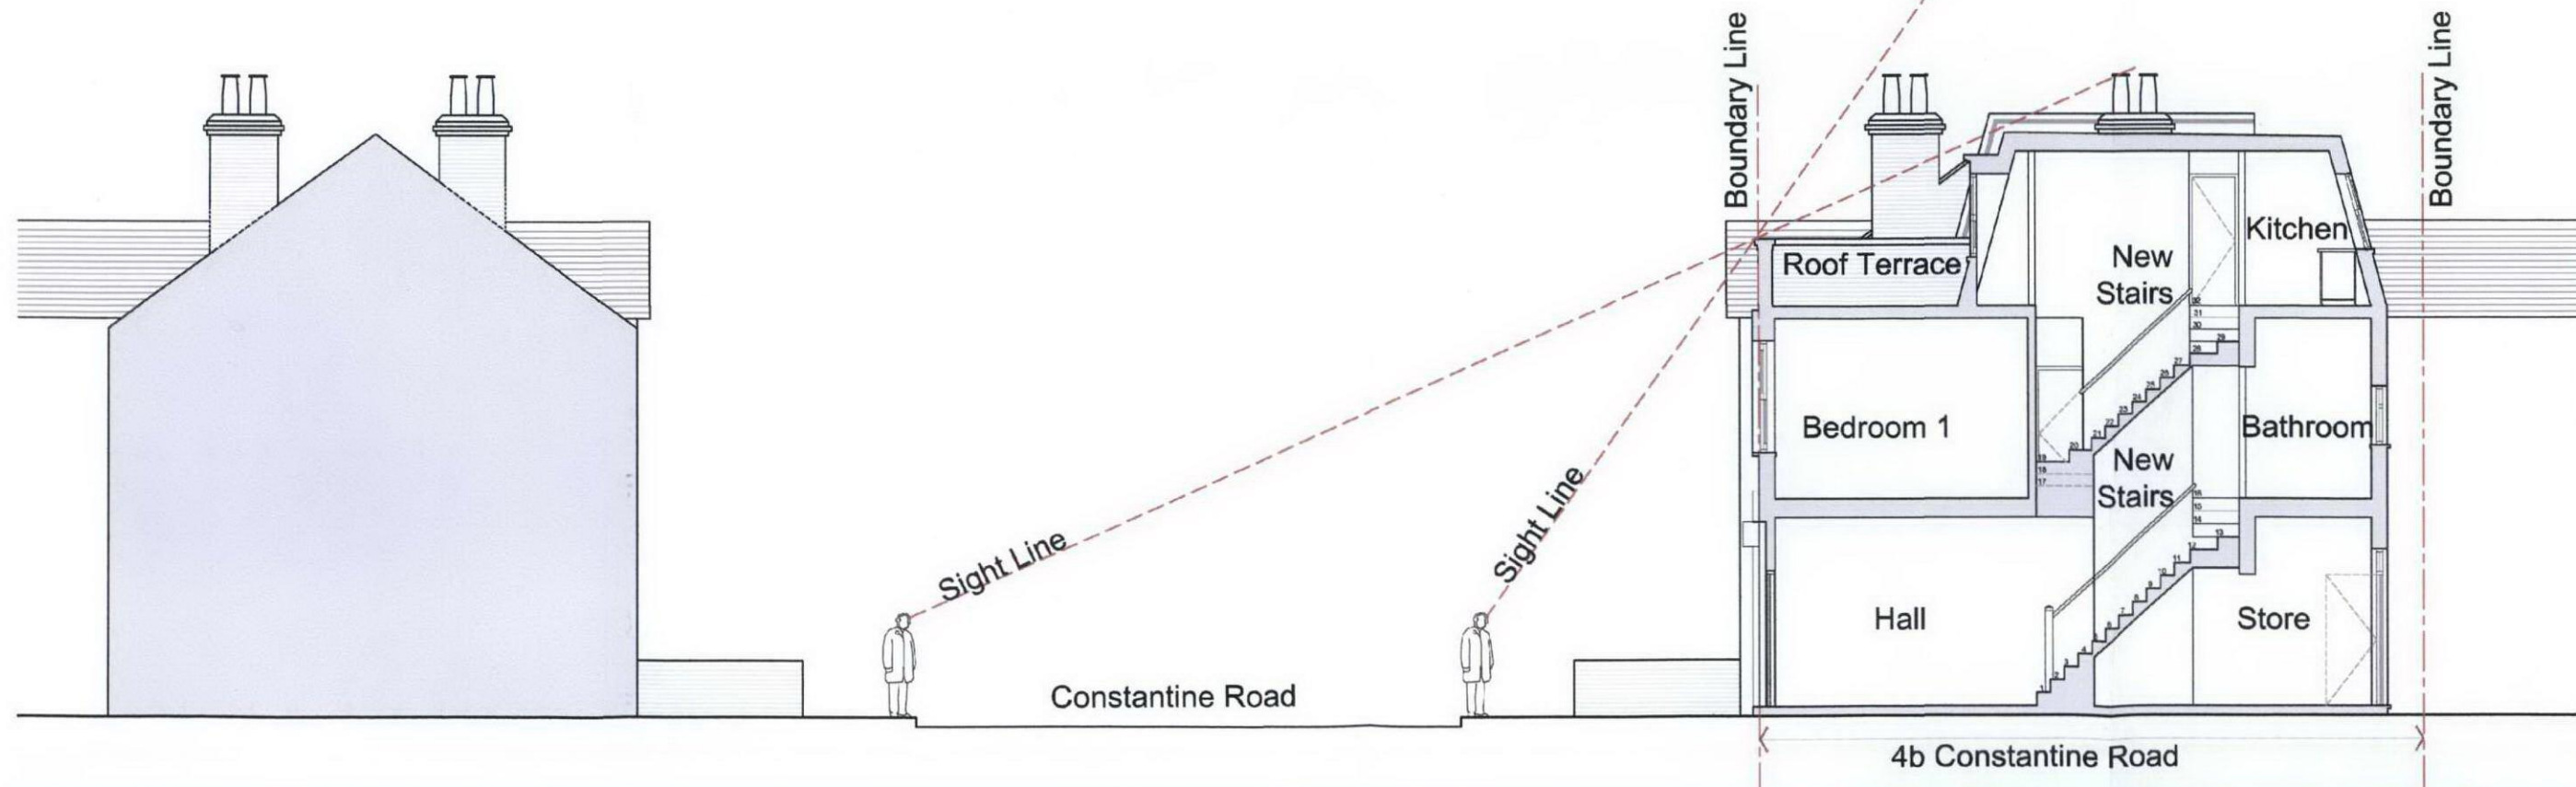 Boundary Line
Boundary Line
Roof Terrace
New
Stairs
Kitchen
Bedroom 1
New
Stairs
Bathroom
Sight Line
Sight Line
Hall
Store
Constantine Road
4b Constantine Road